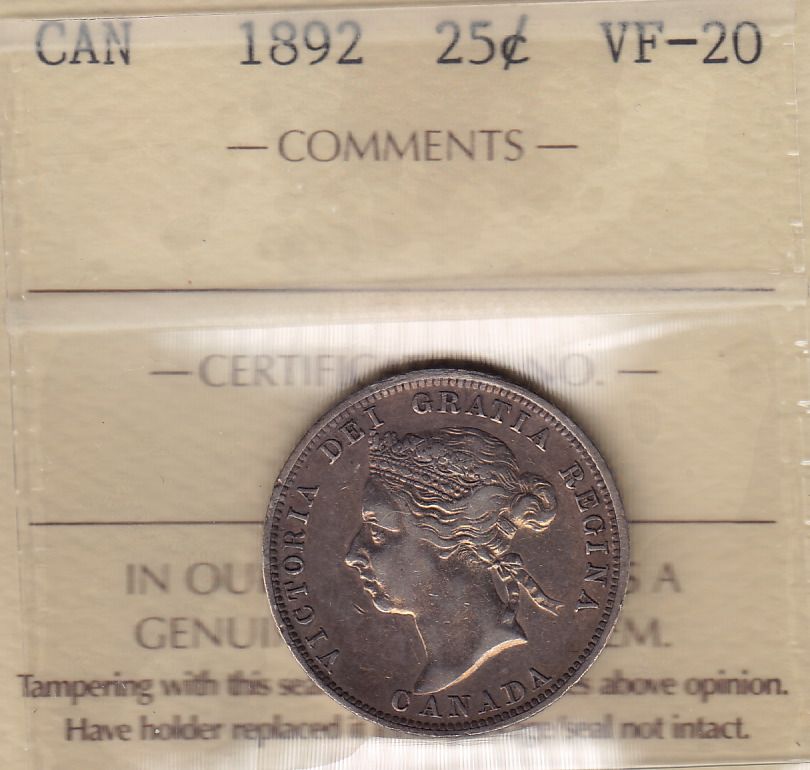 CAN 1892 25¢ VF-20
— COMMENTS —
— CERTIFIC NO. —
VICTORIA DEI GRATIA REGINA
CANADA
IN OU S A
GENUI EM.
Tampering with this sea s above opinion.
Have holder replaced i ge/seal not intact.